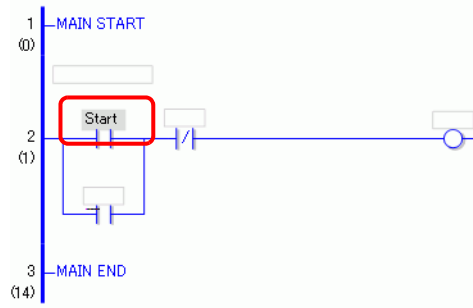 1 MAIN START
(0)
Start
2
(1)
3 MAIN END
(14)